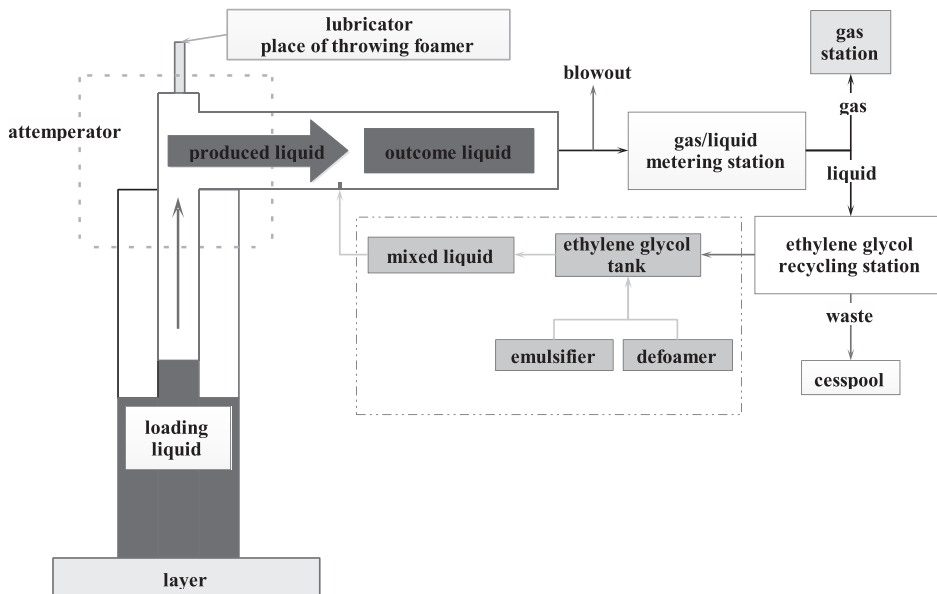 lubricator
place of throwing foamer
gas
station
blowout
attemperator
gas
produced liquid
outcome liquid
gas/liquid
metering station
liquid
mixed liquid
ethylene glycol
tank
ethylene glycol
recycling station
waste
emulsifier
defoamer
cesspool
loading
liquid
layer